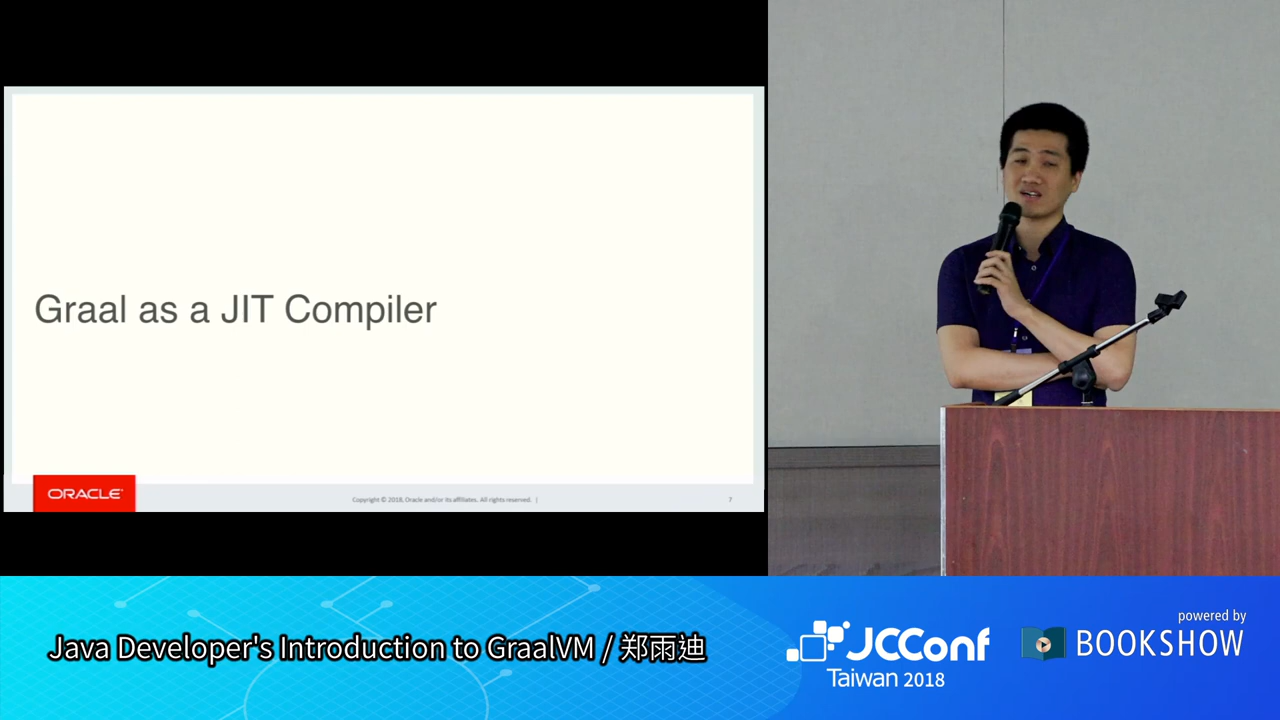 Graal as a JIT Compiler
ORACLE
Copyright © 2018, Oracle and/or its affiliates. All rights reserved. |
7
Java Developer's Introduction to GraalVM / 郑雨迪
JCConf
Taiwan 2018
powered by
BOOKSHOW